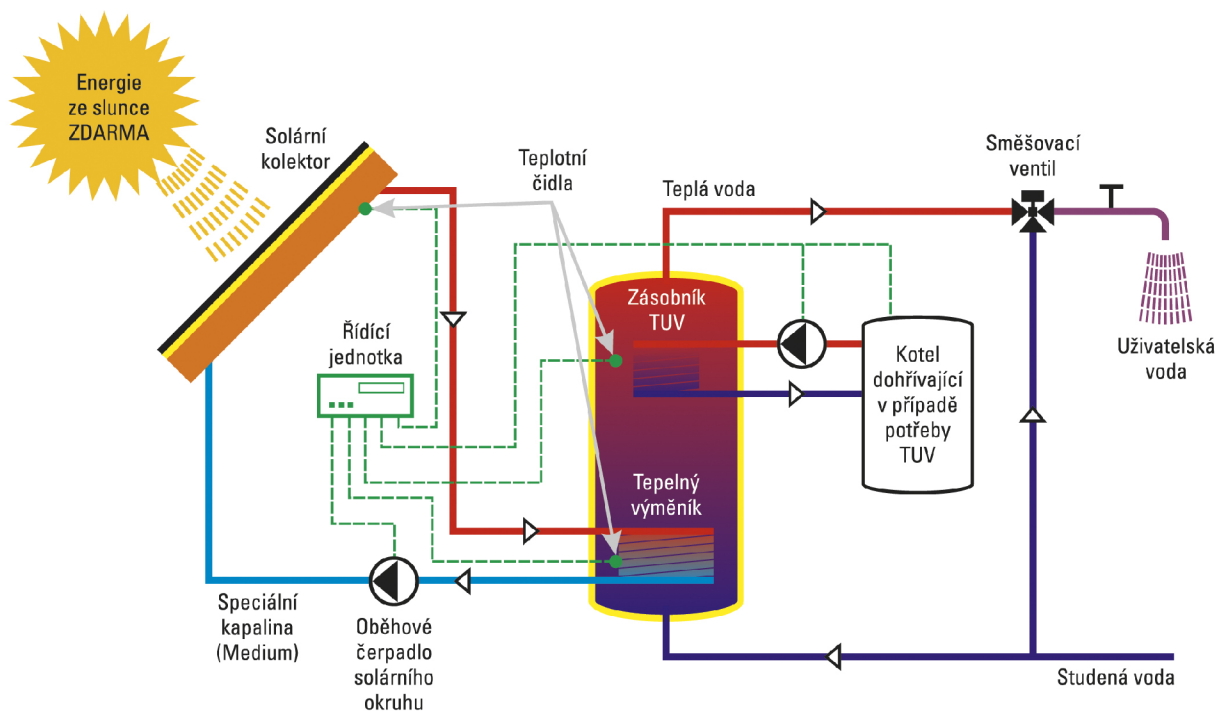 Energie
ze slunce
ZDARMA
Solární
kolektor
Teplotní
čidla
Teplá voda
Směšovací
ventil
Zásobník
TUV
Řídící
jednotka
Kotel
dohřívající
v případě
potřeby
TUV
Uživatelská
voda
Tepelný
výměník
Speciální
kapalina
(Medium)
Oběhové
čerpadlo
solárního
okruhu
Studená voda